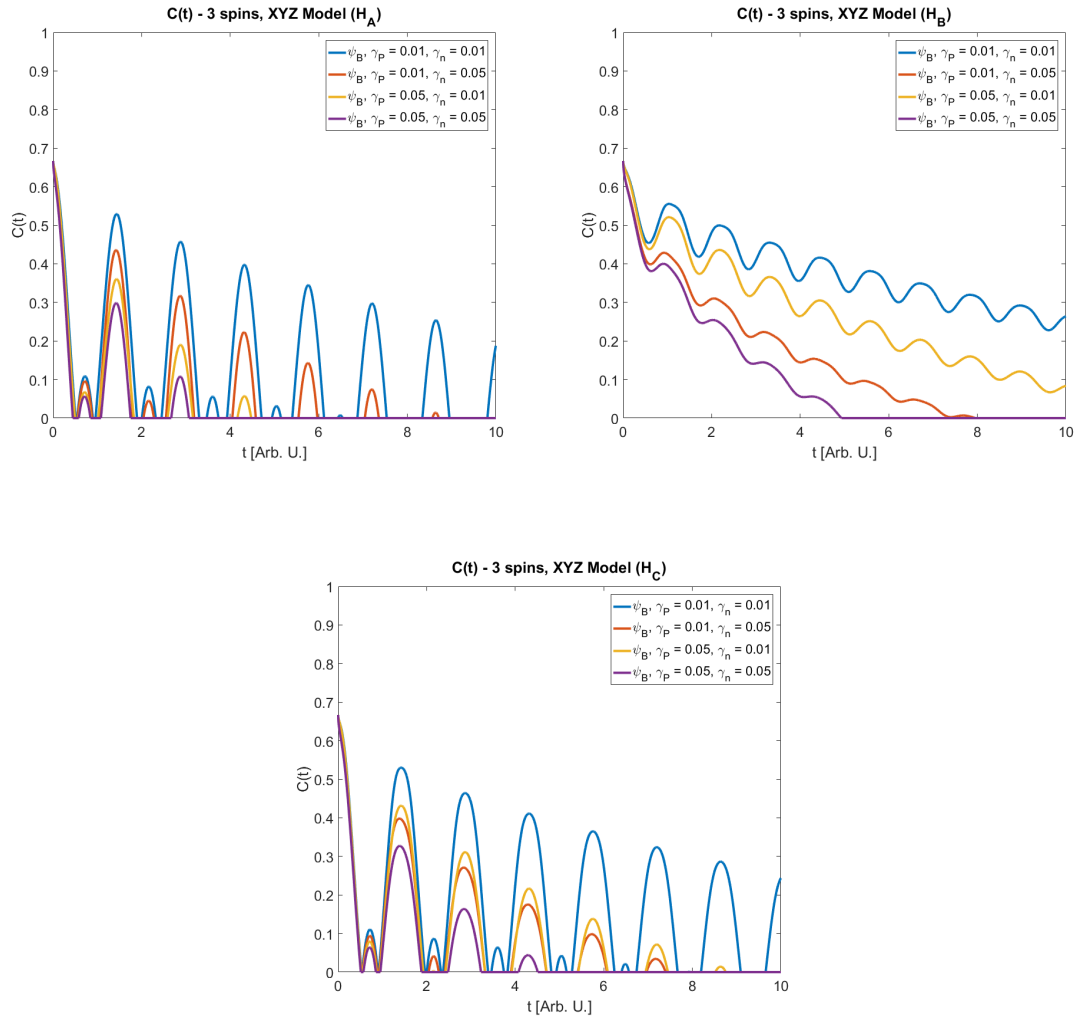 C(t) - 3 spins, XYZ Model (H_A)
C(t)
1
0.9
0.8
0.7
0.6
0.5
0.4
0.3
0.2
0.1
0
ψ_B, γ_P = 0.01, γ_n = 0.01
ψ_B, γ_P = 0.01, γ_n = 0.05
ψ_B, γ_P = 0.05, γ_n = 0.01
ψ_B, γ_P = 0.05, γ_n = 0.05
0 2 4 6 8 10
t [Arb. U.]
C(t) - 3 spins, XYZ Model (H_B)
C(t)
1
0.9
0.8
0.7
0.6
0.5
0.4
0.3
0.2
0.1
0
ψ_B, γ_P = 0.01, γ_n = 0.01
ψ_B, γ_P = 0.01, γ_n = 0.05
ψ_B, γ_P = 0.05, γ_n = 0.01
ψ_B, γ_P = 0.05, γ_n = 0.05
0 2 4 6 8 10
t [Arb. U.]
C(t) - 3 spins, XYZ Model (H_C)
C(t)
1
0.9
0.8
0.7
0.6
0.5
0.4
0.3
0.2
0.1
0
ψ_B, γ_P = 0.01, γ_n = 0.01
ψ_B, γ_P = 0.01, γ_n = 0.05
ψ_B, γ_P = 0.05, γ_n = 0.01
ψ_B, γ_P = 0.05, γ_n = 0.05
0 2 4 6 8 10
t [Arb. U.]